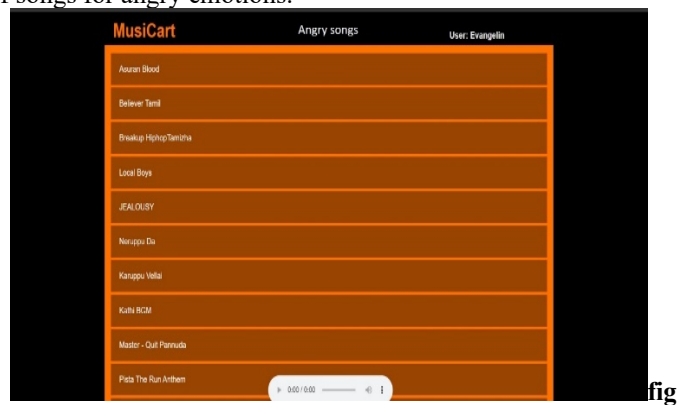 songs for angry emotions.
MusiCart
Angry songs
User: Evangelin
Asuran Blood
Believer Tamil
Breakup HiphopTamizha
Local Boys
JEALOUSY
Neruppu Da
Karuppu Vellai
Kathi BGM
Master - Quit Pannuda
Pista The Run Anthem
0:00 / 0:00
fig